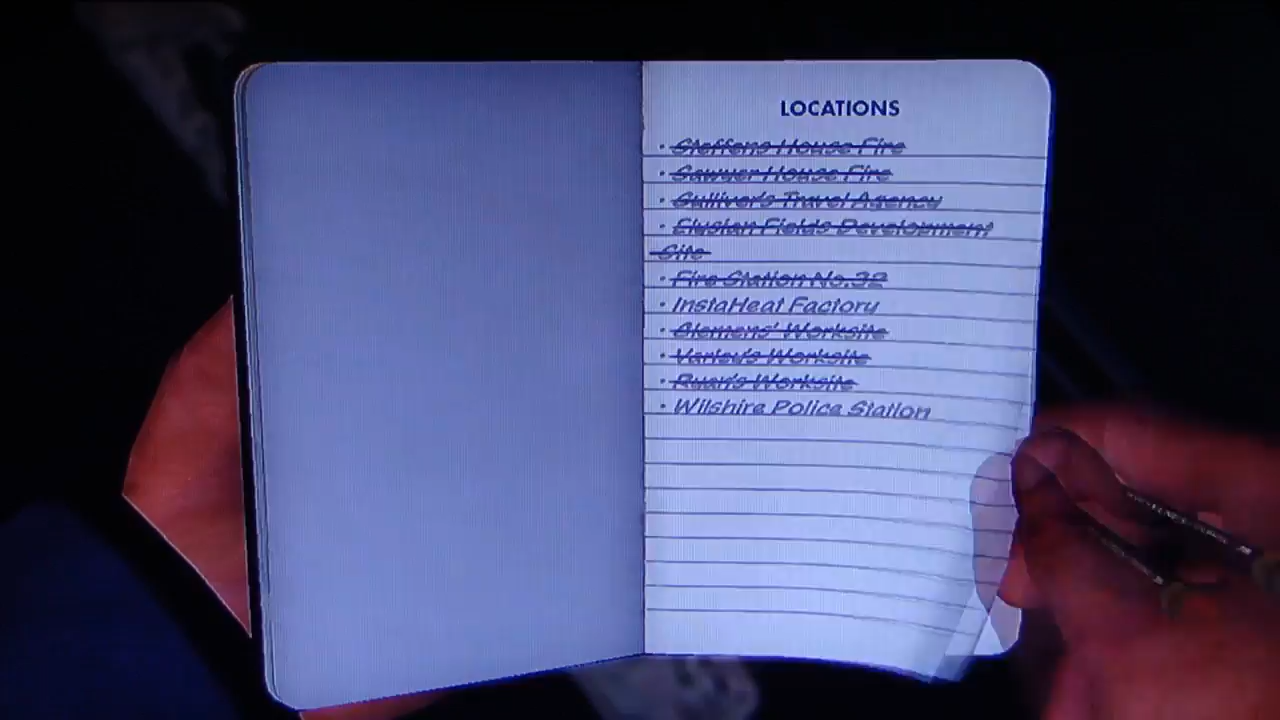 LOCATIONS
· Steffens House Fire
· Sawyer House Fire
· Gulliver's Travel Agency
· Elysian Fields Development
Site
· Fire Station No.32
· InstaHeat Factory
· Clemens' Worksite
· Varley's Worksite
· Ryan's Worksite
· Wilshire Police Station